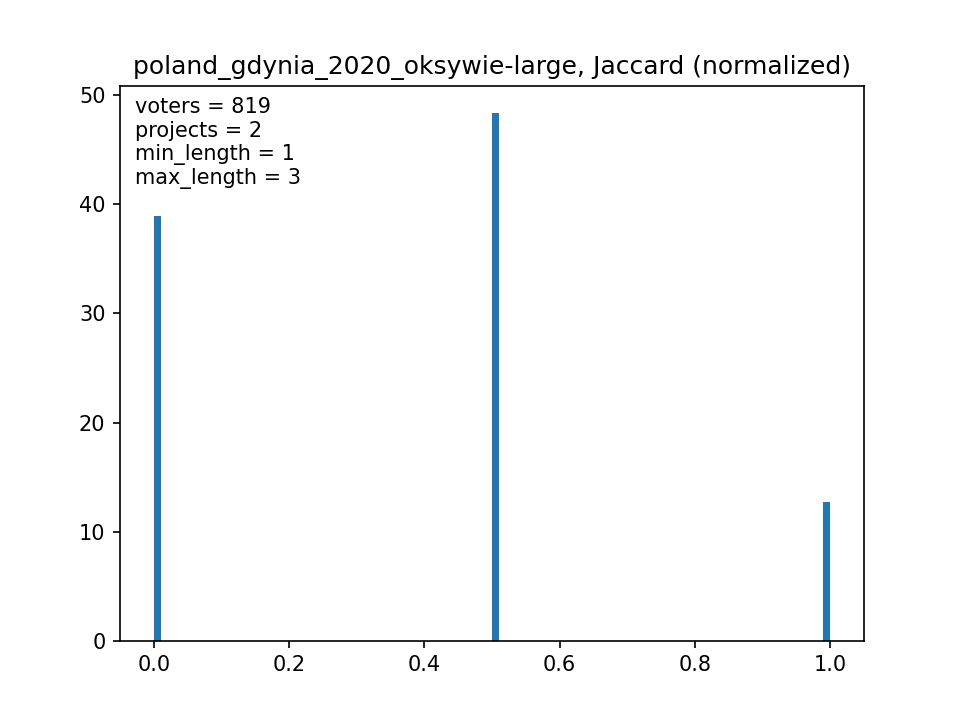 poland_gdynia_2020_oksywie-large, Jaccard (normalized)
voters = 819
projects = 2
min_length = 1
max_length = 3
50
40
30
20
10
0
0.0 0.2 0.4 0.6 0.8 1.0